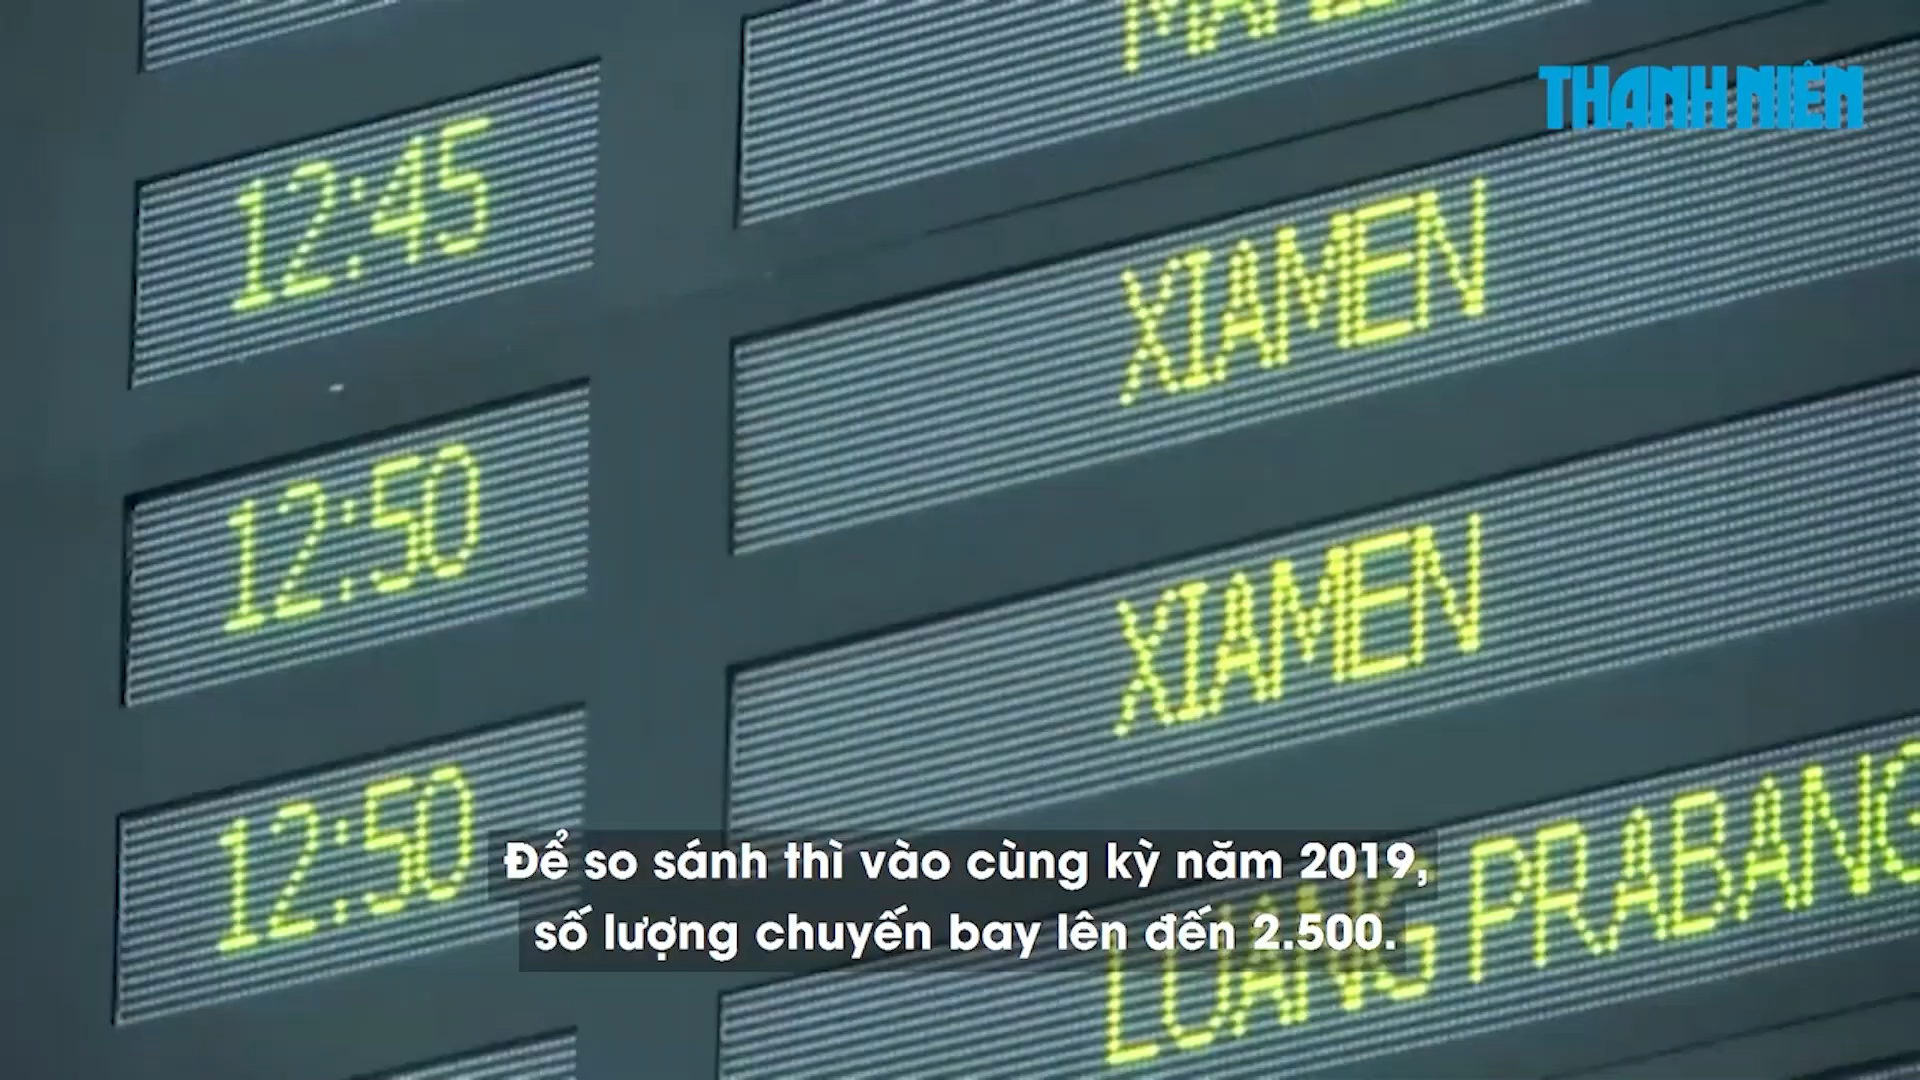 THANH NIÊN
12:45
XIAMEN
12:50
XIAMEN
12:50
LUANG PRABANG
Để so sánh thì vào cùng kỳ năm 2019,
số lượng chuyến bay lên đến 2.500.